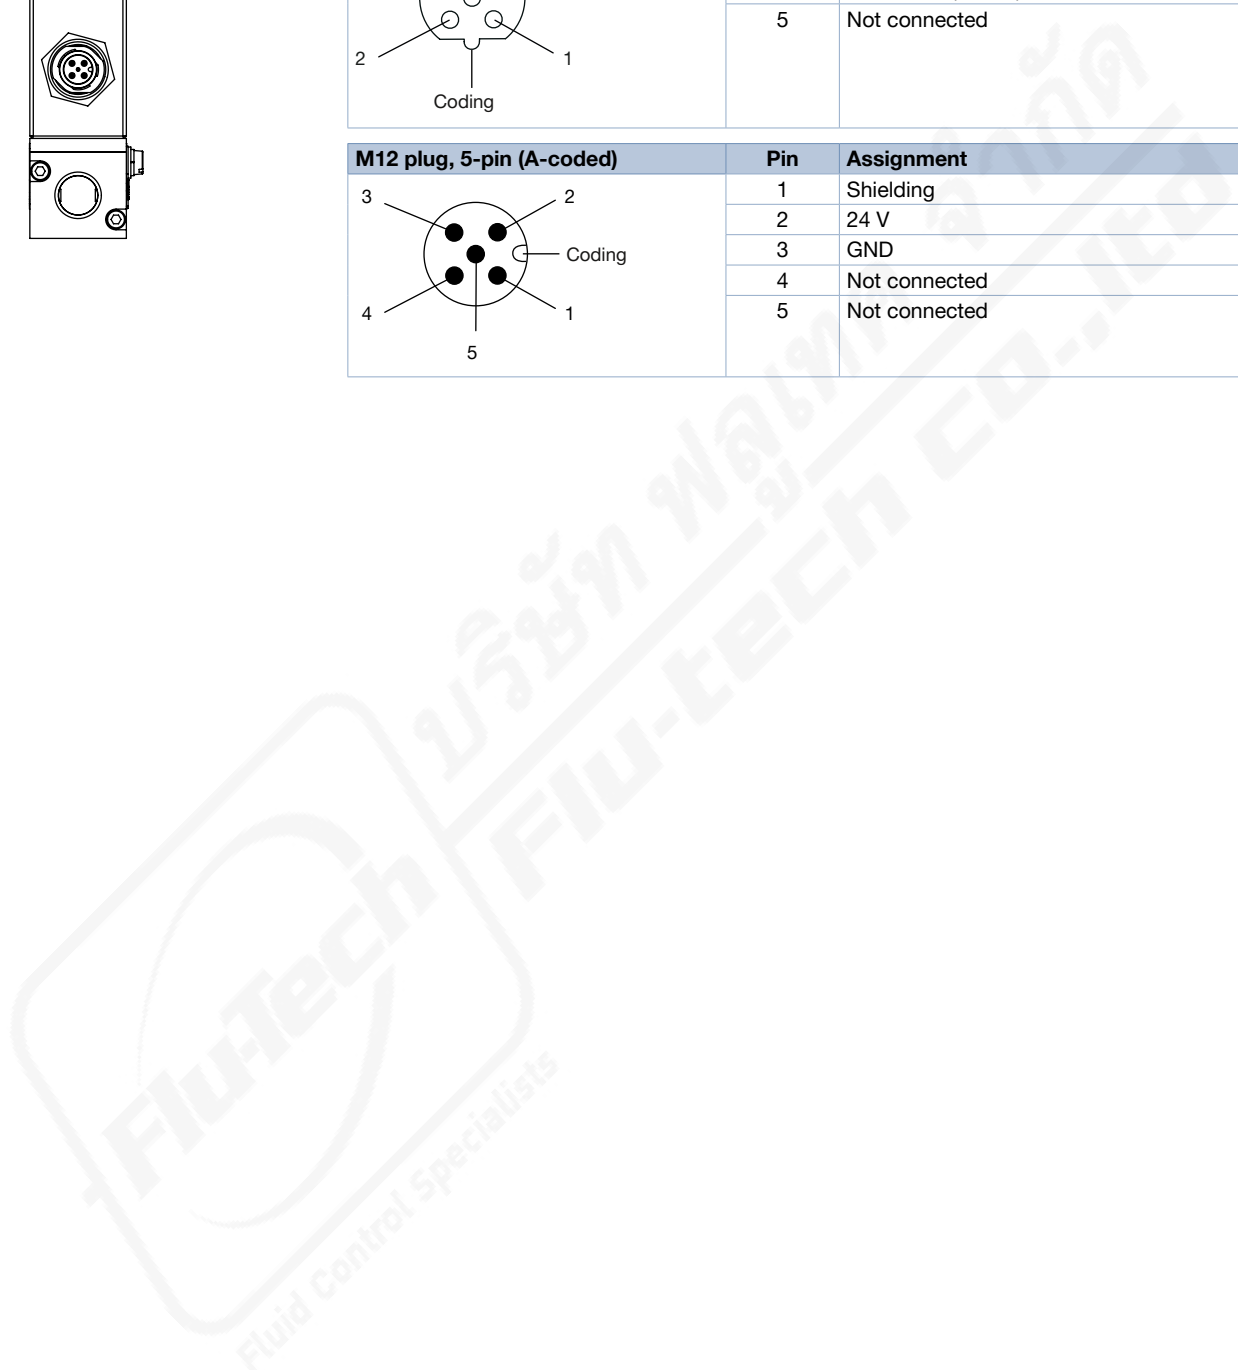 5 Not connected
2
1
Coding
M12 plug, 5-pin (A-coded) Pin Assignment
1 Shielding
2 24 V
3 GND
4 Not connected
5 Not connected
3
2
Coding
4
1
5
บริษัท ฟลูเทค จำกัด
Flu-tech co.,ltd
Flu-Tech
Fluid Control Specialists